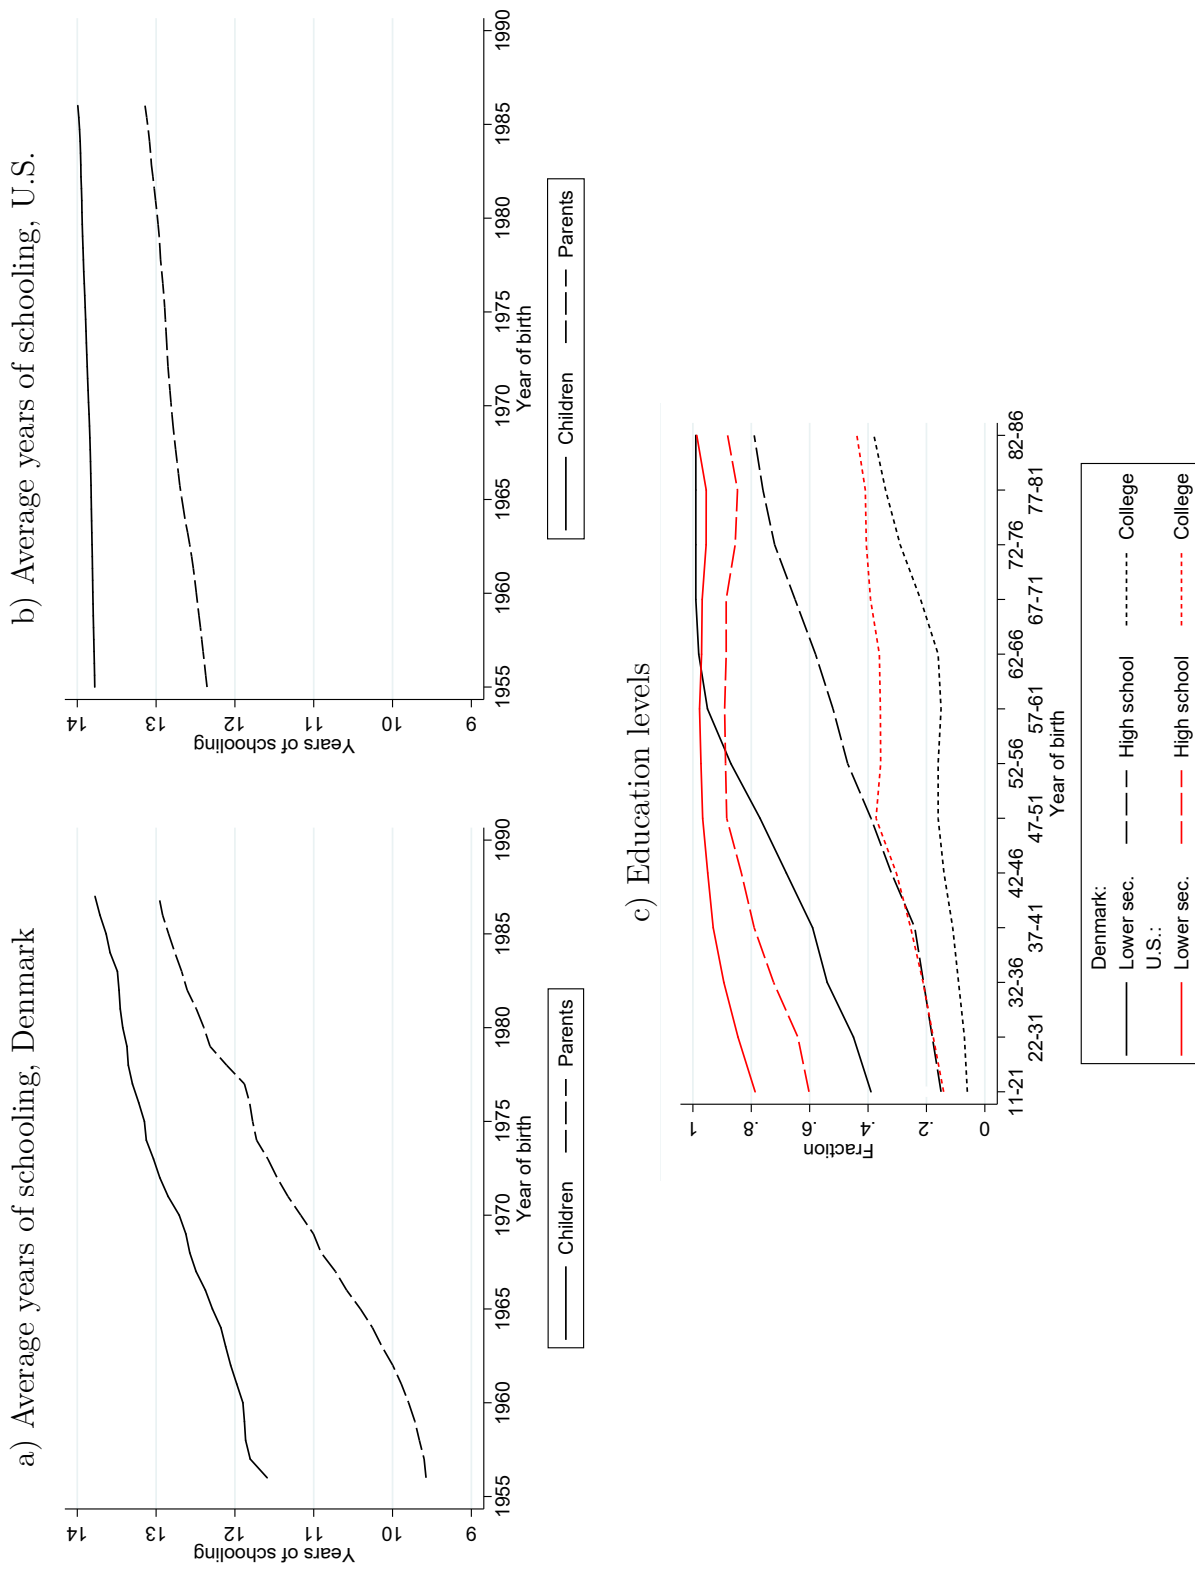 a) Average years of schooling, Denmark
14
13
12
11
10
9
Years of schooling
1955 1960 1965 1970 1975 1980 1985 1990
Year of birth
Children Parents
b) Average years of schooling, U.S.
14
13
12
11
10
9
Years of schooling
1955 1960 1965 1970 1975 1980 1985 1990
Year of birth
Children Parents
c) Education levels
1
.8
.6
.4
.2
0
Fraction
11-21 22-31 32-36 37-41 42-46 47-51 52-56 57-61 62-66 67-71 72-76 77-81 82-86
Year of birth
Denmark:
Lower sec. High school College
U.S.:
Lower sec. High school College